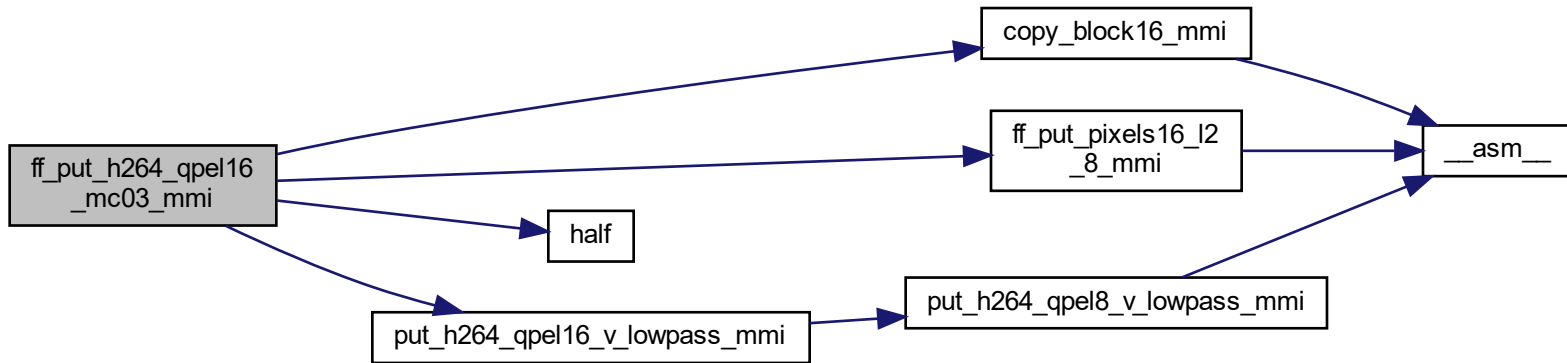 copy_block16_mmi
ff_put_pixels16_l2
_8_mmi
__asm__
ff_put_h264_qpel16
_mc03_mmi
half
put_h264_qpel8_v_lowpass_mmi
put_h264_qpel16_v_lowpass_mmi